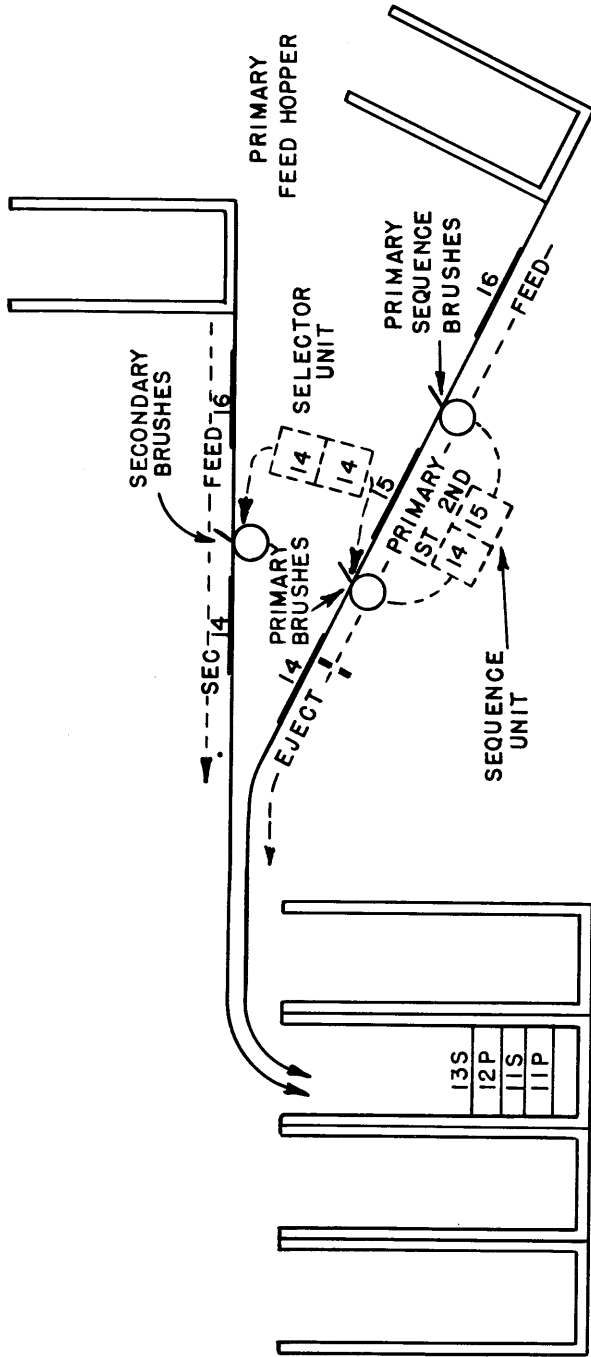 PRIMARY
FEED HOPPER
SECONDARY
BRUSHES
SELECTOR
UNIT
PRIMARY
SEQUENCE
BRUSHES
SEC
14
FEED
16
14
14
PRIMARY
BRUSHES
EJECT
14
PRIMARY
15
1ST 2ND
14
15
FEED
16
SEQUENCE
UNIT
13S
12P
11S
11P